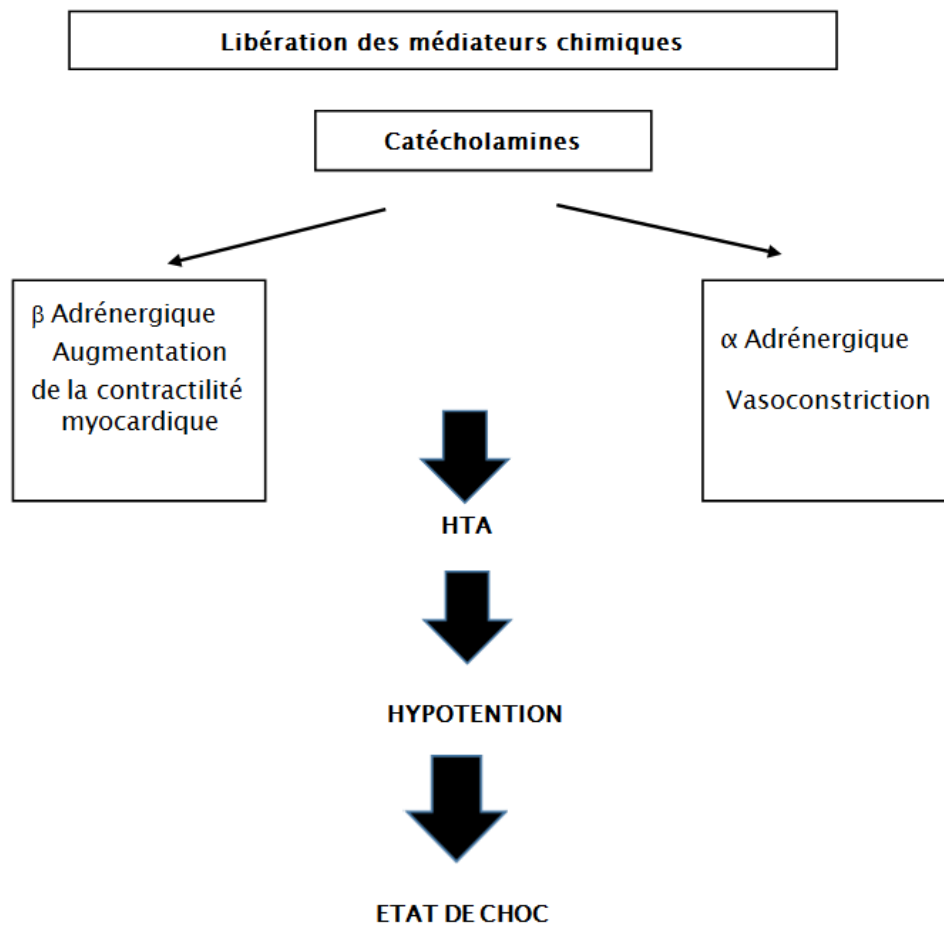 Libération des médiateurs chimiques
Catécholamines
β Adrénergique
Augmentation
de la contractilité
myocardique
α Adrénergique
Vasoconstriction
HTA
HYPOTENTION
ETAT DE CHOC